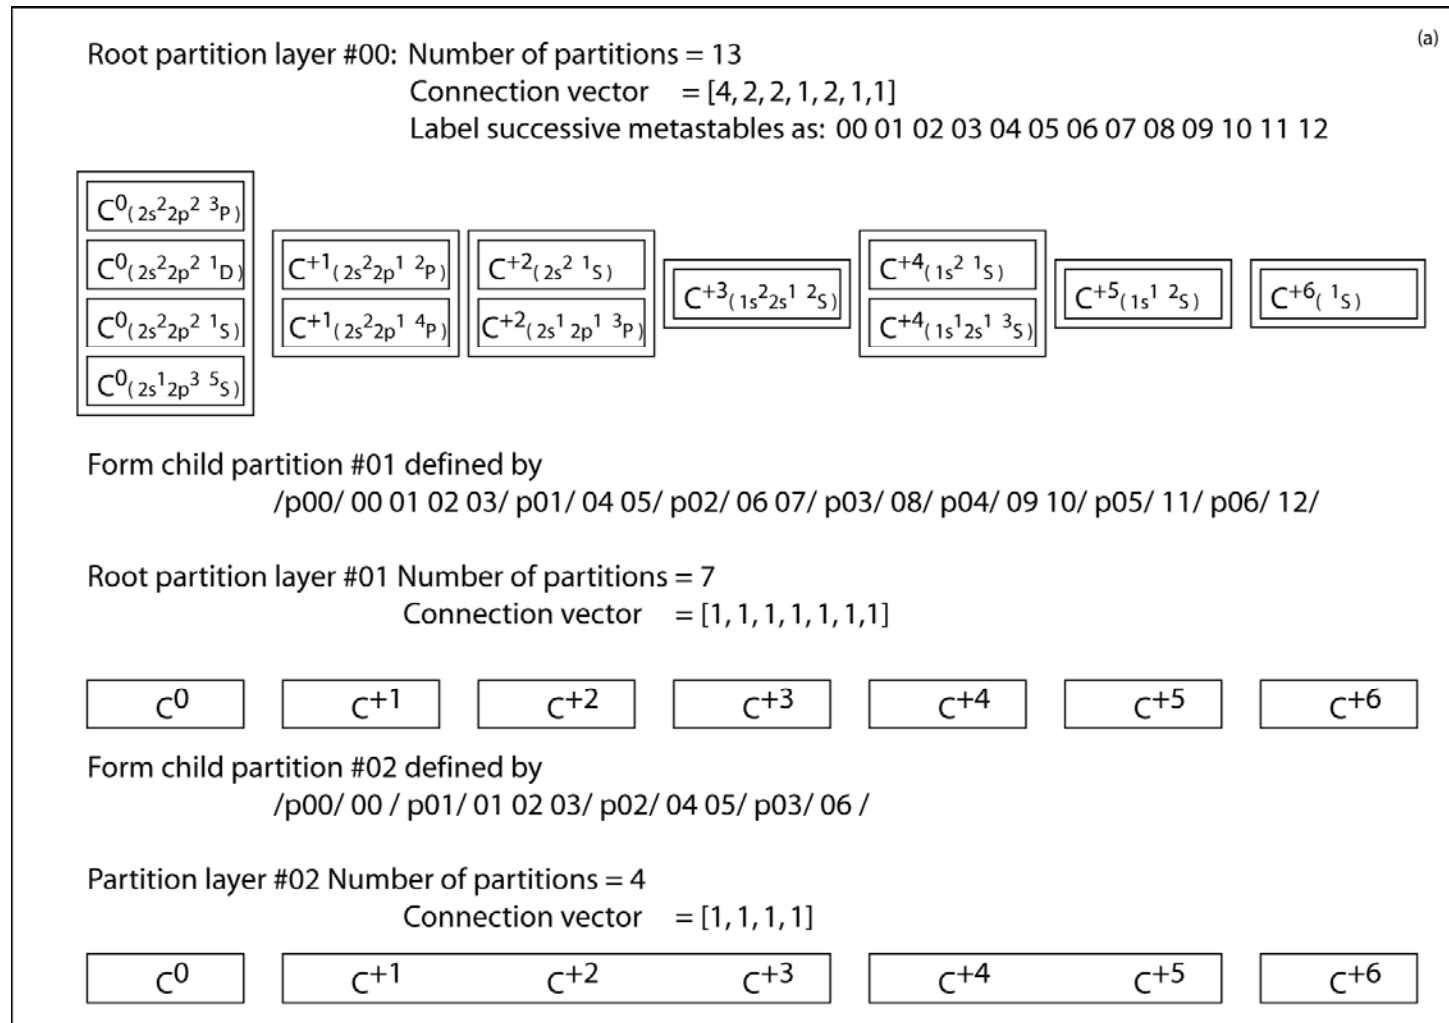 (a)
Root partition layer #00: Number of partitions = 13
Connection vector = [4, 2, 2, 1, 2, 1,1]
Label successive metastables as: 00 01 02 03 04 05 06 07 08 09 10 11 12
C⁰(2s²2p² ³P)
C⁰(2s²2p² ¹D) C⁺¹(2s²2p¹ ²P) C⁺²(2s² ¹S) C⁺³(1s²2s¹ ²S) C⁺⁴(1s² ¹S) C⁺⁵(1s¹ ²S) C⁺⁶(¹S)
C⁰(2s²2p² ¹S) C⁺¹(2s²2p¹ ⁴P) C⁺²(2s¹ 2p¹ ³P) C⁺⁴(1s¹2s¹ ³S)
C⁰(2s¹2p³ ⁵S)
Form child partition #01 defined by
/p00/ 00 01 02 03/ p01/ 04 05/ p02/ 06 07/ p03/ 08/ p04/ 09 10/ p05/ 11/ p06/ 12/
Root partition layer #01 Number of partitions = 7
Connection vector = [1, 1, 1, 1, 1, 1,1]
C⁰ C⁺¹ C⁺² C⁺³ C⁺⁴ C⁺⁵ C⁺⁶
Form child partition #02 defined by
/p00/ 00 / p01/ 01 02 03/ p02/ 04 05/ p03/ 06 /
Partition layer #02 Number of partitions = 4
Connection vector = [1, 1, 1, 1]
C⁰ C⁺¹ C⁺² C⁺³ C⁺⁴ C⁺⁵ C⁺⁶